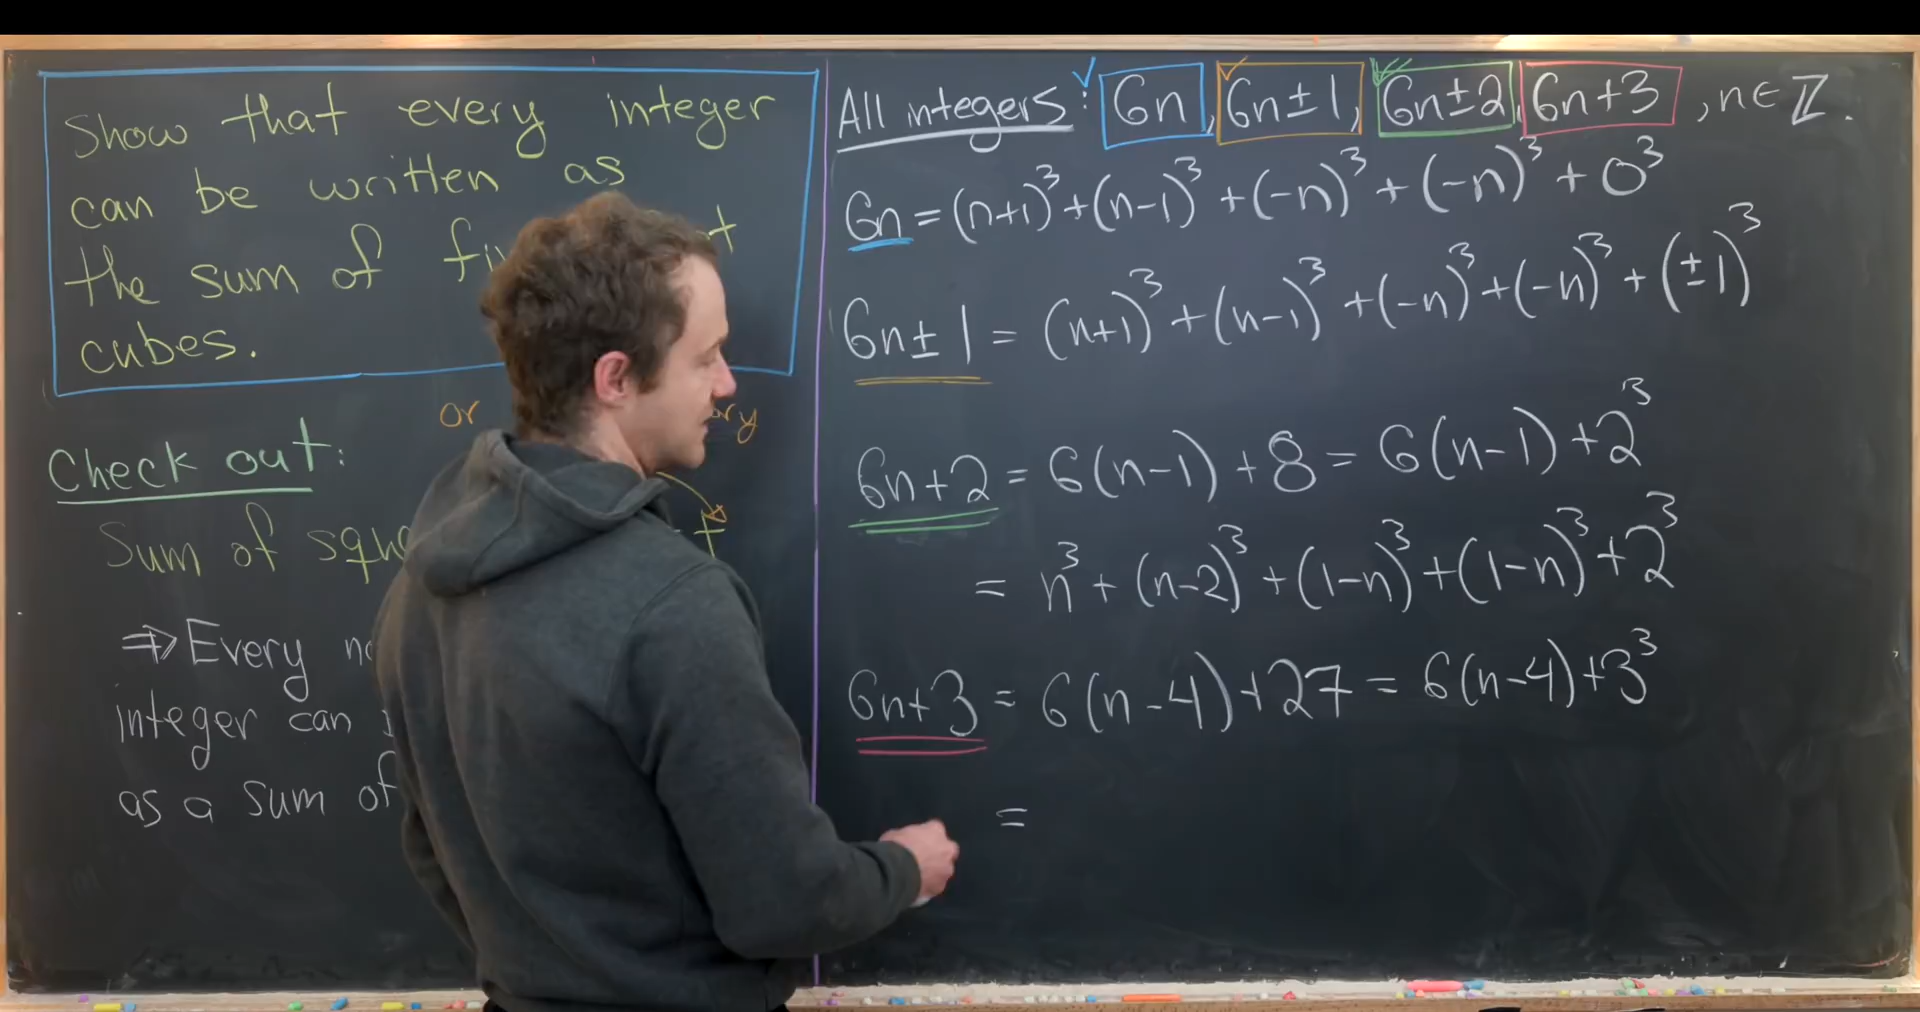 Show that every integer
can be written as
the sum of
cubes.
or
Check out:
Sum of
⇒ Every
integer can
as a sum of
All integers: 6n, 6n±1, 6n±2, 6n+3, n∈ℤ.
6n = (n+1)³+(n-1)³+(-n)³+(-n)³+0³
6n±1 = (n+1)³+(n-1)³+(-n)³+(-n)³+(±1)³
6n+2 = 6(n-1)+8 = 6(n-1)+2³
= n³+(n-2)³+(1-n)³+(1-n)³+2³
6n+3 = 6(n-4)+27 = 6(n-4)+3³
=